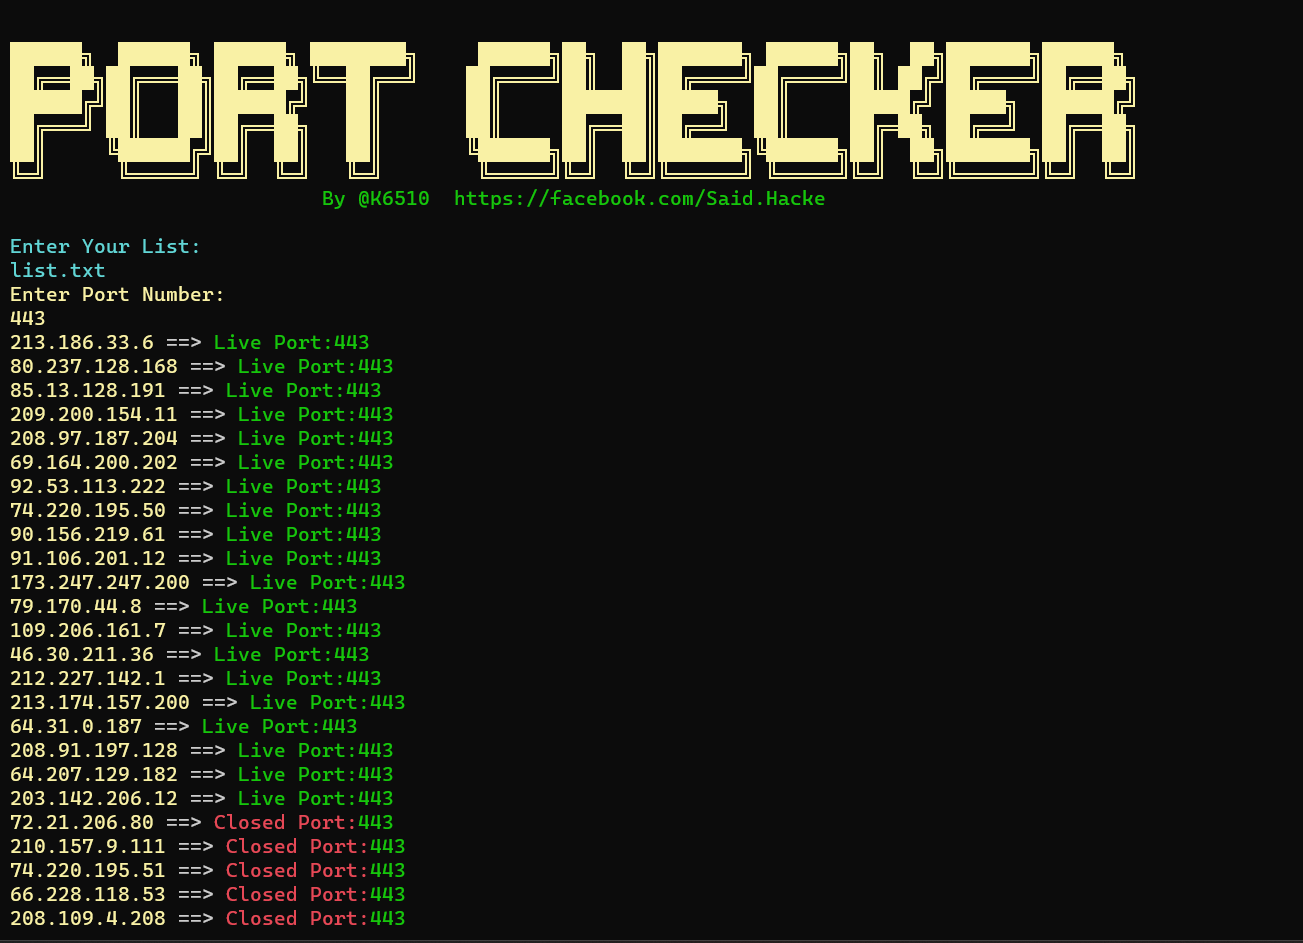 PORT CHECKER
By @K6510  https://facebook.com/Said.Hacke
Enter Your List:
list.txt
Enter Port Number:
443
213.186.33.6 ==> Live Port:443
80.237.128.168 ==> Live Port:443
85.13.128.191 ==> Live Port:443
209.200.154.11 ==> Live Port:443
208.97.187.204 ==> Live Port:443
69.164.200.202 ==> Live Port:443
92.53.113.222 ==> Live Port:443
74.220.195.50 ==> Live Port:443
90.156.219.61 ==> Live Port:443
91.106.201.12 ==> Live Port:443
173.247.247.200 ==> Live Port:443
79.170.44.8 ==> Live Port:443
109.206.161.7 ==> Live Port:443
46.30.211.36 ==> Live Port:443
212.227.142.1 ==> Live Port:443
213.174.157.200 ==> Live Port:443
64.31.0.187 ==> Live Port:443
208.91.197.128 ==> Live Port:443
64.207.129.182 ==> Live Port:443
203.142.206.12 ==> Live Port:443
72.21.206.80 ==> Closed Port:443
210.157.9.111 ==> Closed Port:443
74.220.195.51 ==> Closed Port:443
66.228.118.53 ==> Closed Port:443
208.109.4.208 ==> Closed Port:443